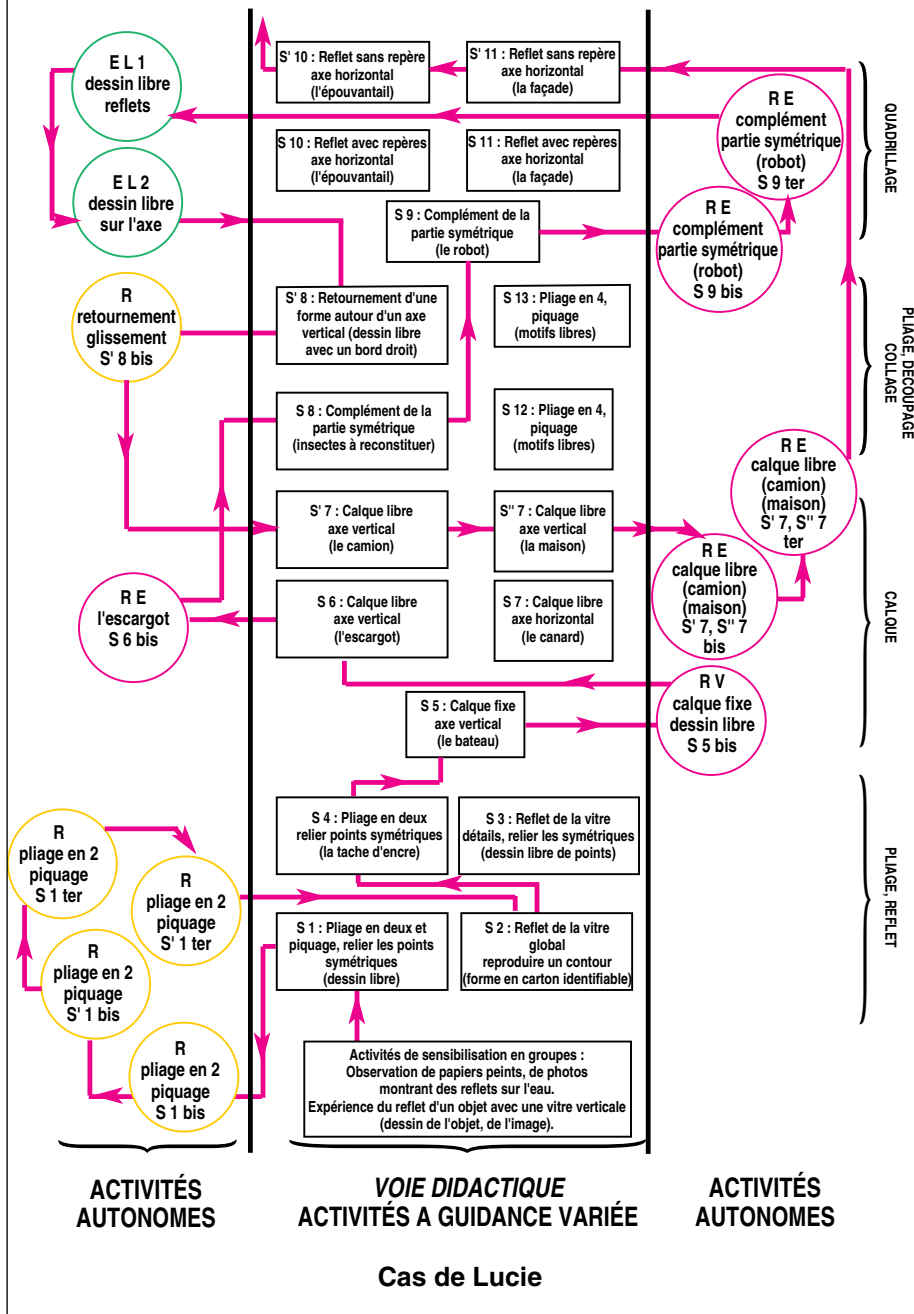 E L 1
dessin libre
reflets
S' 10 : Reflet sans repère
axe horizontal
(l'épouvantail)
S' 11 : Reflet sans repère
axe horizontal
(la façade)
R E
complément
partie symétrique
(robot)
S 9 ter
QUADRILLAGE
S 10 : Reflet avec repères
axe horizontal
(l'épouvantail)
S 11 : Reflet avec repères
axe horizontal
(la façade)
E L 2
dessin libre
sur l'axe
S 9 : Complément de la
partie symétrique
(le robot)
R E
complément
partie symétrique
(robot)
S 9 bis
R
retournement
glissement
S' 8 bis
S' 8 : Retournement d'une
forme autour d'un axe
vertical (dessin libre
avec un bord droit)
S 13 : Pliage en 4,
piquage
(motifs libres)
PLIAGE, DECOUPAGE
COLLAGE
S 8 : Complément de la
partie symétrique
(insectes à reconstituer)
S 12 : Pliage en 4,
piquage
(motifs libres)
R E
calque libre
(camion)
(maison)
S' 7, S'' 7
ter
S' 7 : Calque libre
axe vertical
(le camion)
S'' 7 : Calque libre
axe vertical
(la maison)
R E
calque libre
(camion)
(maison)
S' 7, S'' 7
bis
CALQUE
R E
l'escargot
S 6 bis
S 6 : Calque libre
axe vertical
(l'escargot)
S 7 : Calque libre
axe horizontal
(le canard)
R V
calque fixe
dessin libre
S 5 bis
S 5 : Calque fixe
axe vertical
(le bateau)
S 4 : Pliage en deux
relier points symétriques
(la tache d'encre)
S 3 : Reflet de la vitre
détails, relier les symétriques
(dessin libre de points)
PLIAGE, REFLET
R
pliage en 2
piquage
S 1 ter
R
pliage en 2
piquage
S' 1 ter
S 1 : Pliage en deux et
piquage, relier les points
symétriques
(dessin libre)
S 2 : Reflet de la vitre
global
reproduire un contour
(forme en carton identifiable)
R
pliage en 2
piquage
S' 1 bis
R
pliage en 2
piquage
S 1 bis
Activités de sensibilisation en groupes :
Observation de papiers peints, de photos
montrant des reflets sur l'eau.
Expérience du reflet d'un objet avec une vitre verticale
(dessin de l'objet, de l'image).
ACTIVITÉS
AUTONOMES
VOIE DIDACTIQUE
ACTIVITÉS A GUIDANCE VARIÉE
ACTIVITÉS
AUTONOMES
Cas de Lucie